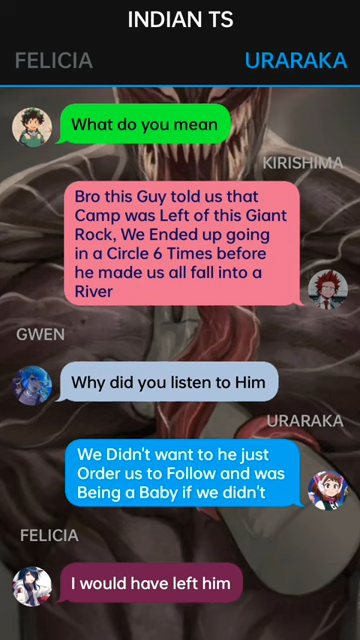 INDIAN TS
FELICIA
URARAKA
What do you mean
KIRISHIMA
Bro this Guy told us that
Camp was Left of this Giant
Rock, We Ended up going
in a Circle 6 Times before
he made us all fall into a
River
GWEN
Why did you listen to Him
URARAKA
We Didn't want to he just
Order us to Follow and was
Being a Baby if we didn't
FELICIA
I would have left him